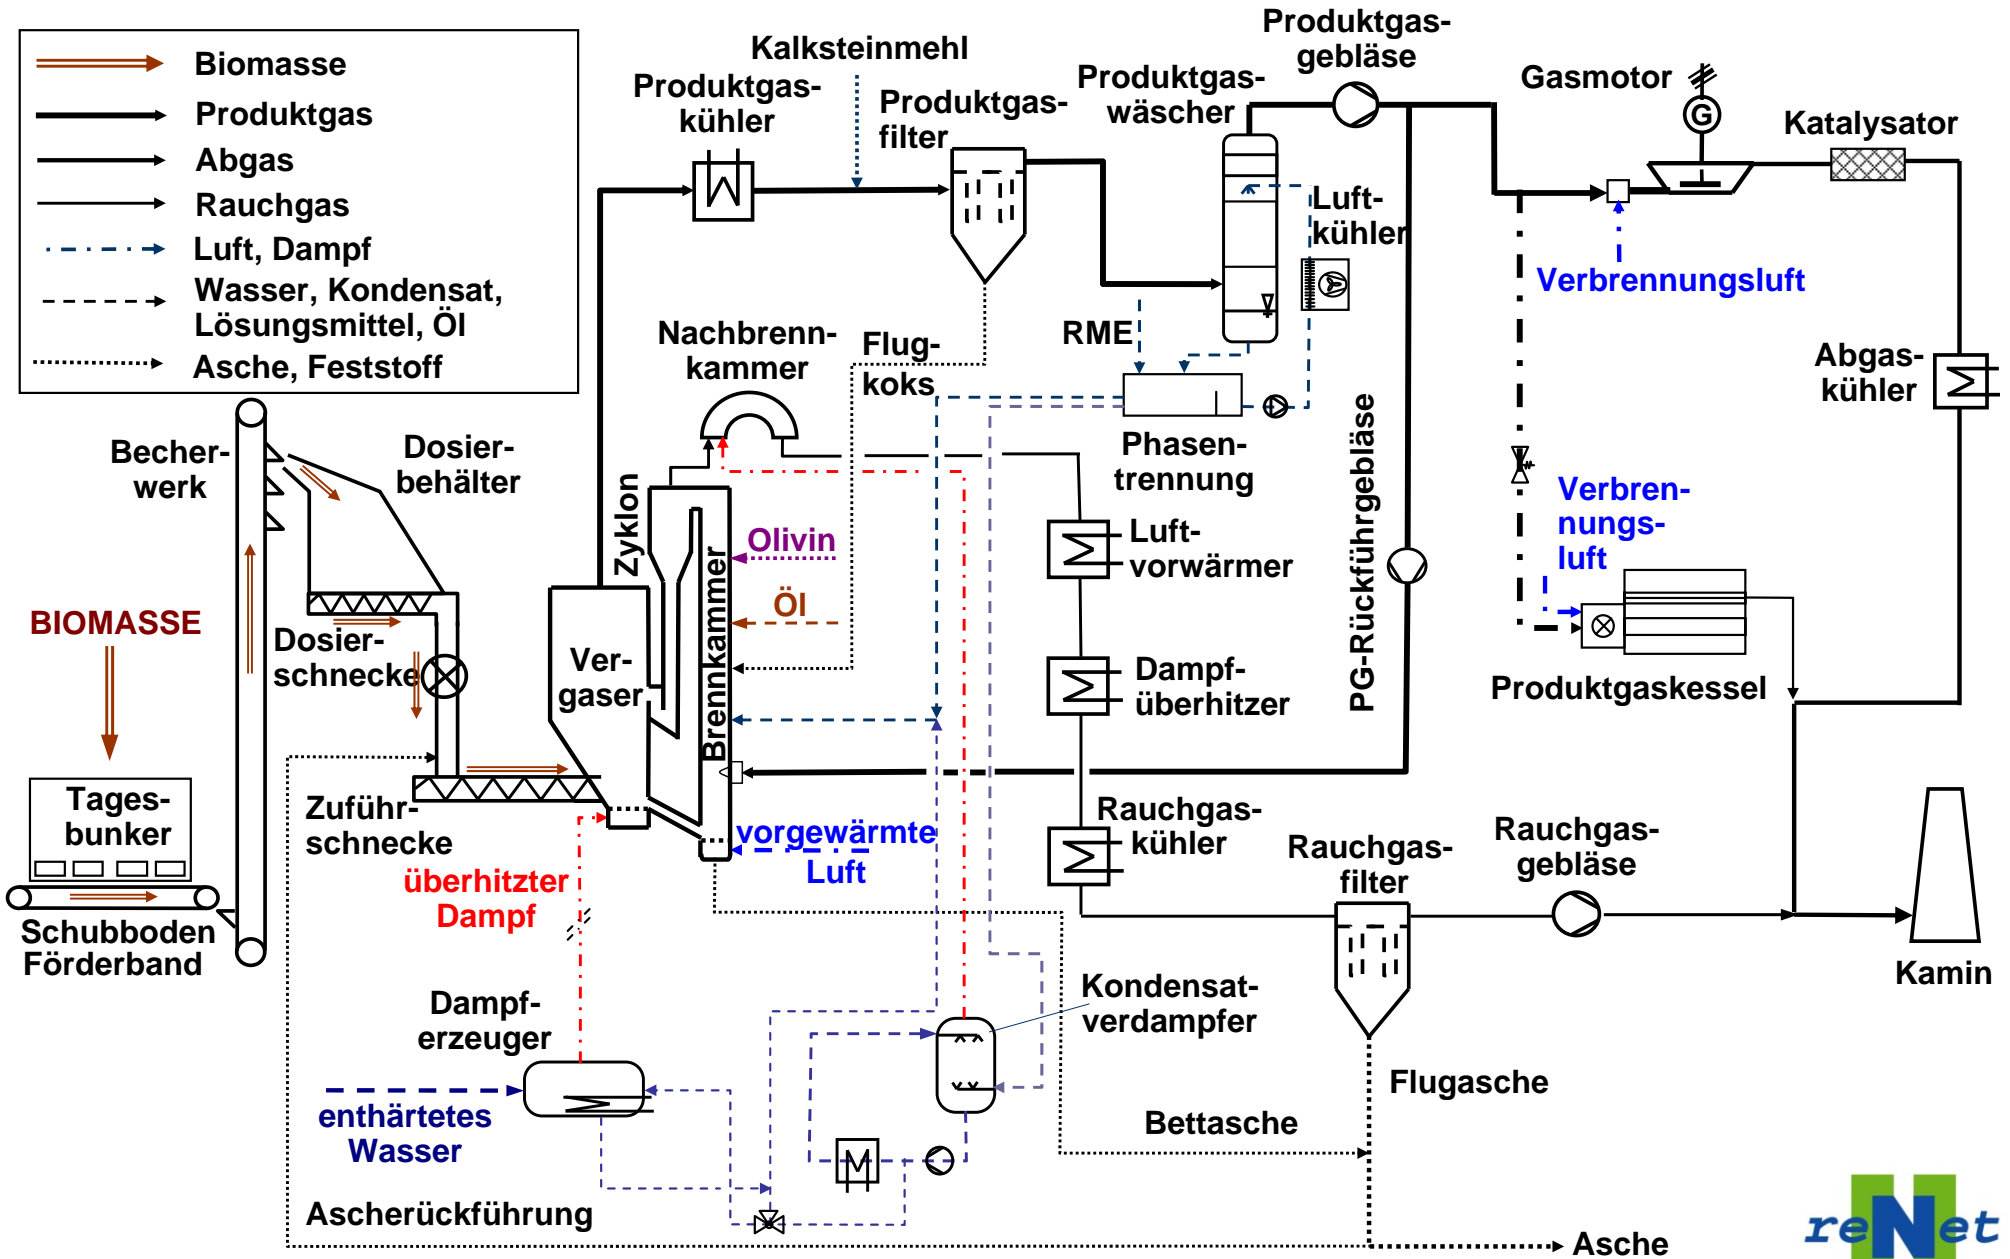 Biomasse
Produktgas
Abgas
Rauchgas
Luft, Dampf
Wasser, Kondensat,
Lösungsmittel, Öl
Asche, Feststoff
Kalksteinmehl
Produktgas-
kühler
Produktgas-
filter
Produktgas-
wäscher
Produktgas-
gebläse
Gasmotor
G
Katalysator
Luft-
kühler
Verbrennungsluft
Abgas-
kühler
RME
Nachbrenn-
kammer
Flug-
koks
Phasen-
trennung
PG-Rückführgebläse
Becher-
werk
Dosier-
behälter
Zyklon
Brennkammer
Olivin
Öl
Luft-
vorwärmer
Verbren-
nungs-
luft
BIOMASSE
Dosier-
schnecke
Ver-
gaser
Dampf-
überhitzer
Produktgaskessel
Tages-
bunker
Zuführ-
schnecke
vorgewärmte
Luft
Rauchgas-
kühler
Rauchgas-
filter
Rauchgas-
gebläse
überhitzter
Dampf
Schubboden
Förderband
Kamin
Dampf-
erzeuger
Kondensat-
verdampfer
enthärtetes
Wasser
Flugasche
Bettasche
Ascherückführung
Asche
reNet